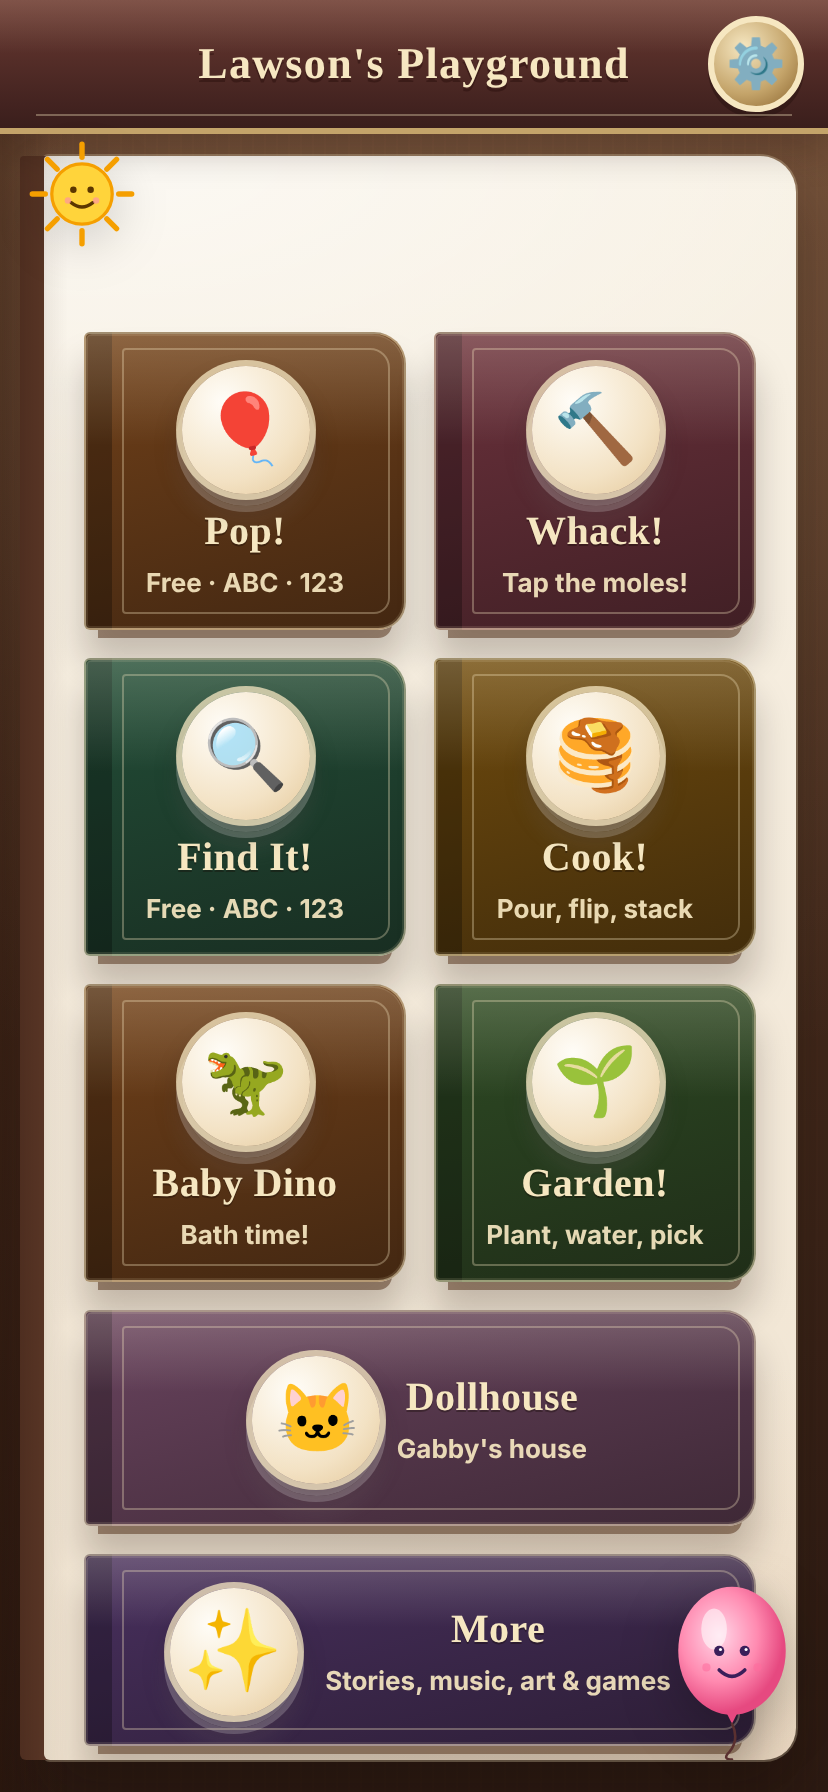 Lawson's Playground
Pop!
Free · ABC · 123
Whack!
Tap the moles!
Find It!
Free · ABC · 123
Cook!
Pour, flip, stack
Baby Dino
Bath time!
Garden!
Plant, water, pick
Dollhouse
Gabby's house
More
Stories, music, art & games